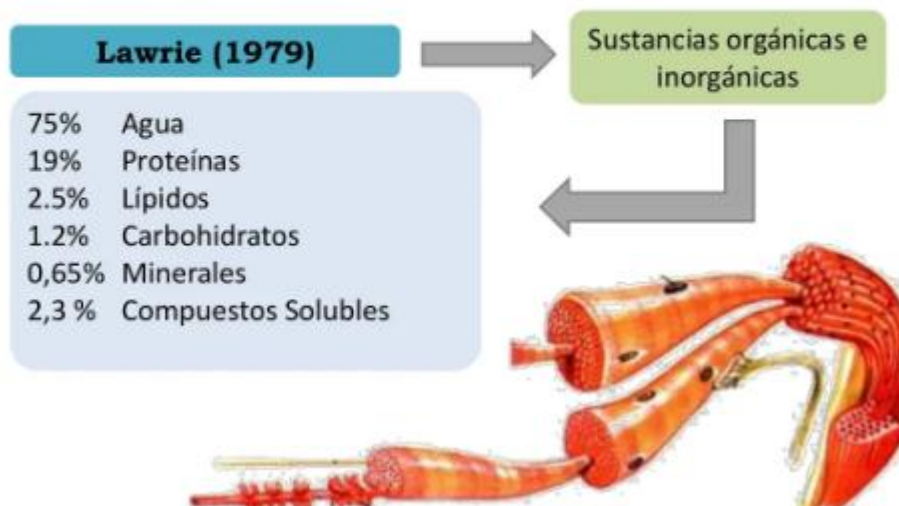 Lawrie (1979)
Sustancias orgánicas e
inorgánicas
75% Agua
19% Proteínas
2.5% Lípidos
1.2% Carbohidratos
0,65% Minerales
2,3 % Compuestos Solubles